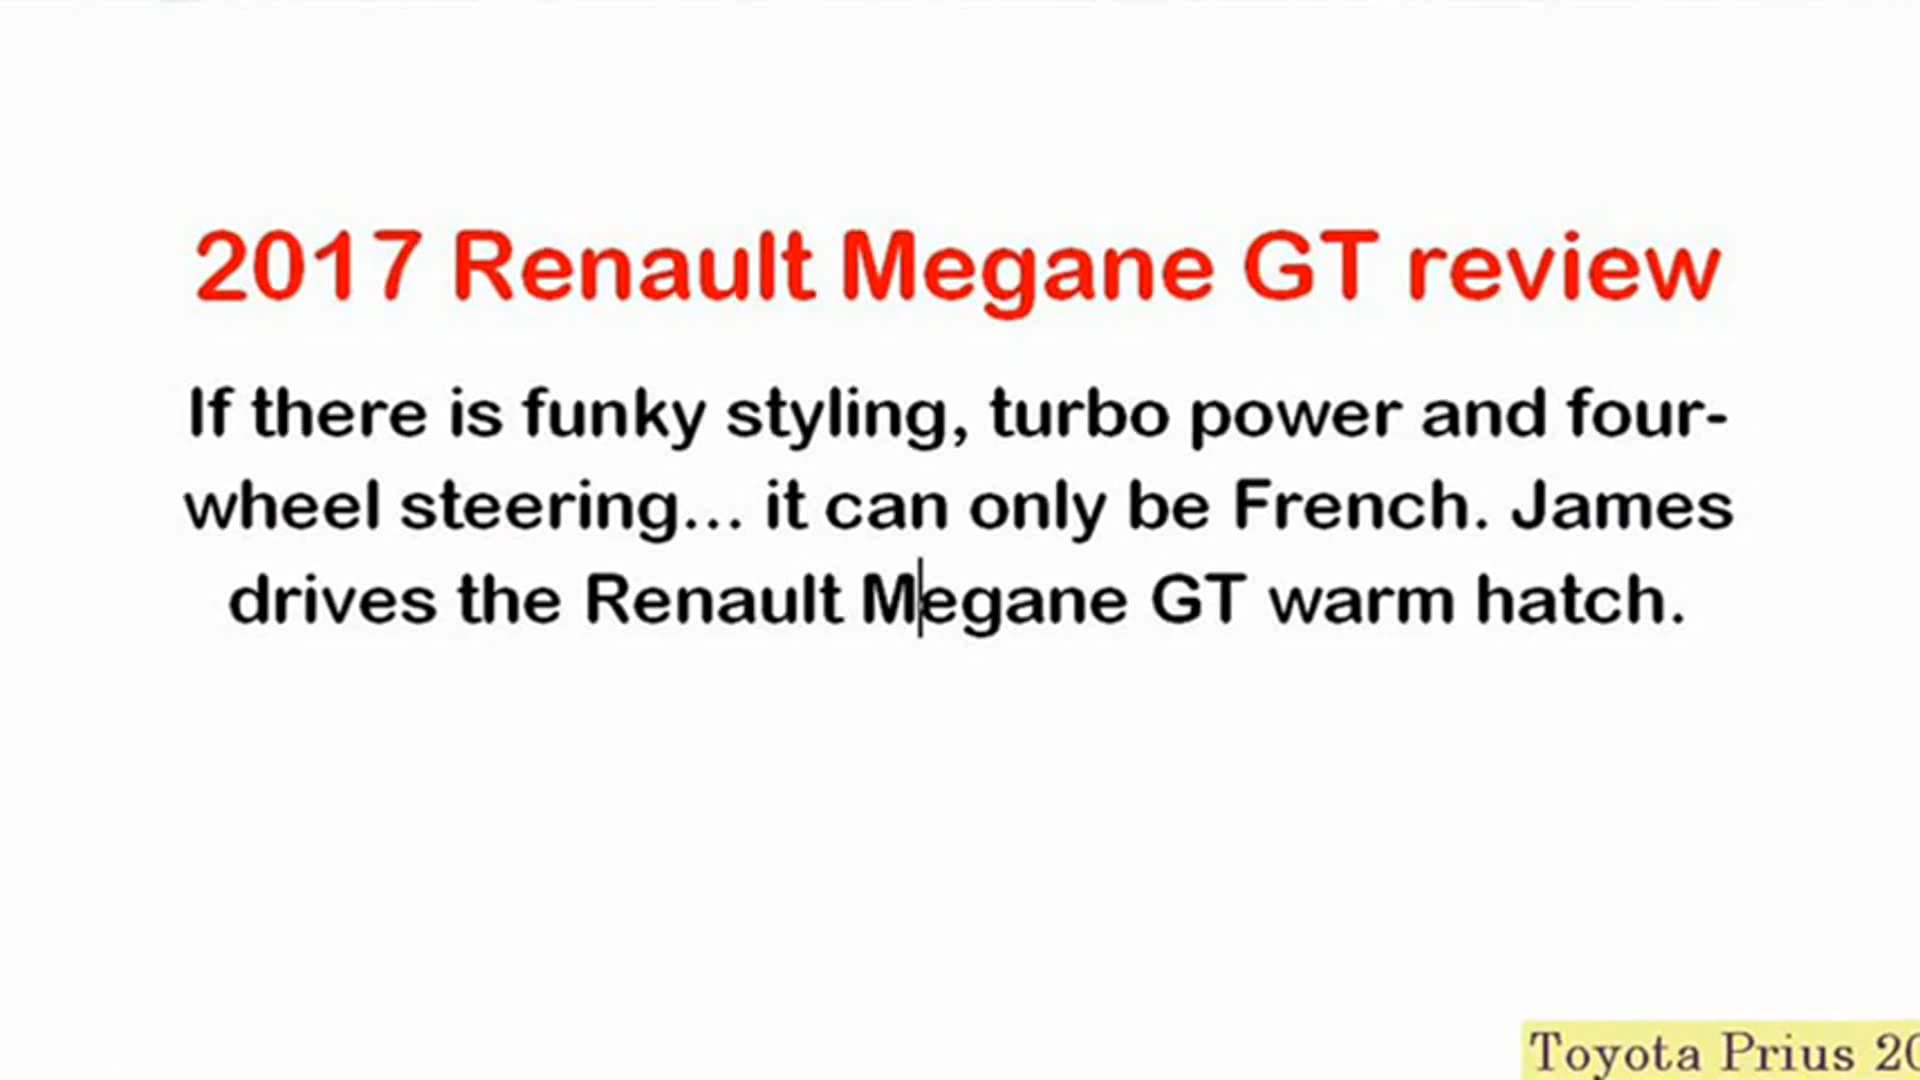 2017 Renault Megane GT review
If there is funky styling, turbo power and four-
wheel steering... it can only be French. James
drives the Renault Megane GT warm hatch.
Toyota Prius